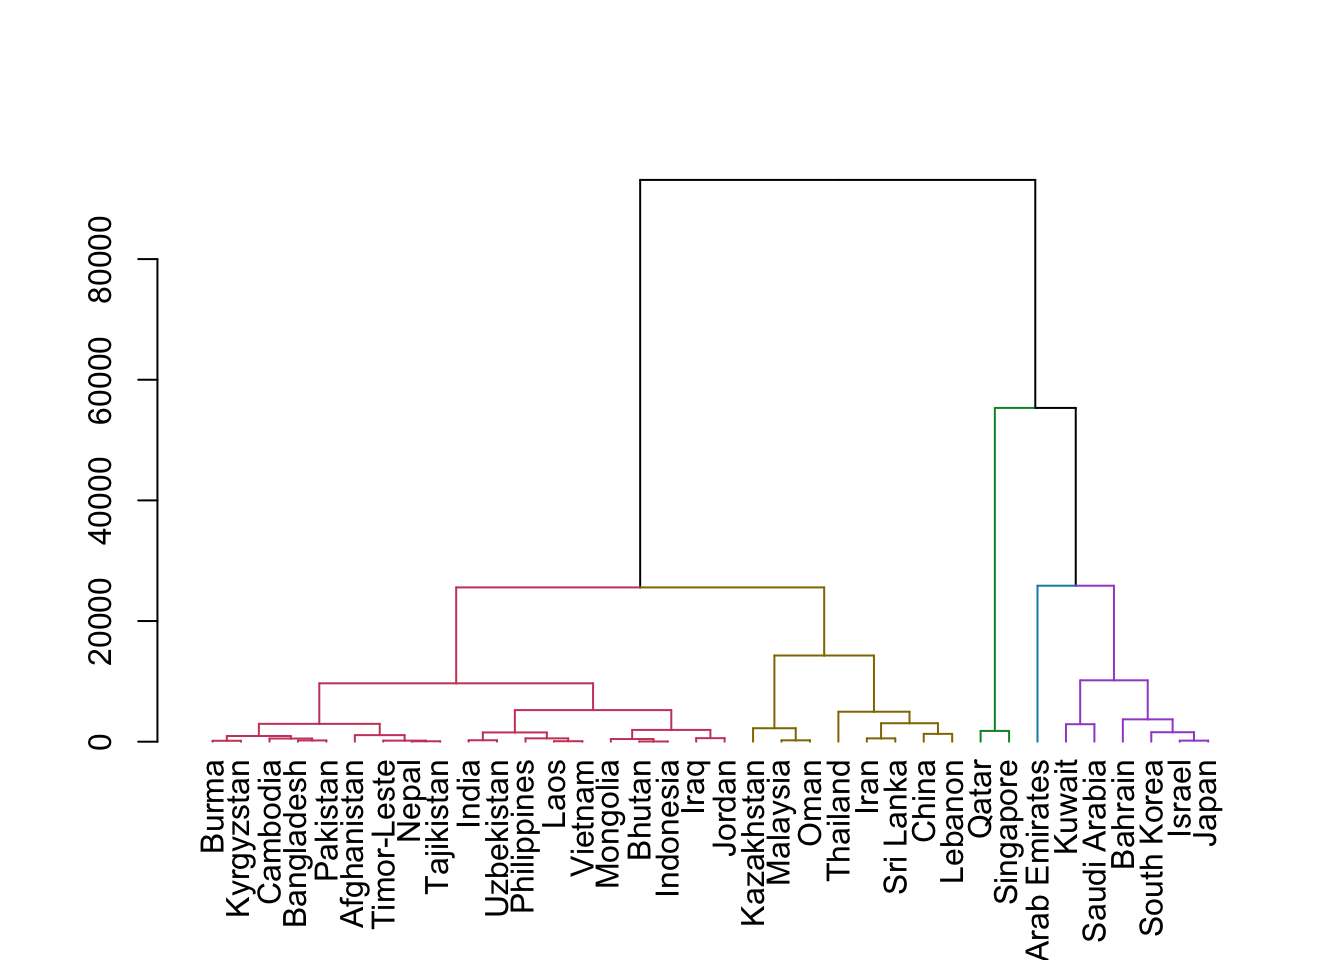 80000
60000
40000
20000
0
Burma
Kyrgyzstan
Cambodia
Bangladesh
Pakistan
Afghanistan
Timor-Leste
Nepal
Tajikistan
India
Uzbekistan
Philippines
Laos
Vietnam
Mongolia
Bhutan
Indonesia
Iraq
Jordan
Kazakhstan
Malaysia
Oman
Thailand
Iran
Sri Lanka
China
Lebanon
Qatar
Singapore
Arab Emirates
Kuwait
Saudi Arabia
Bahrain
South Korea
Israel
Japan